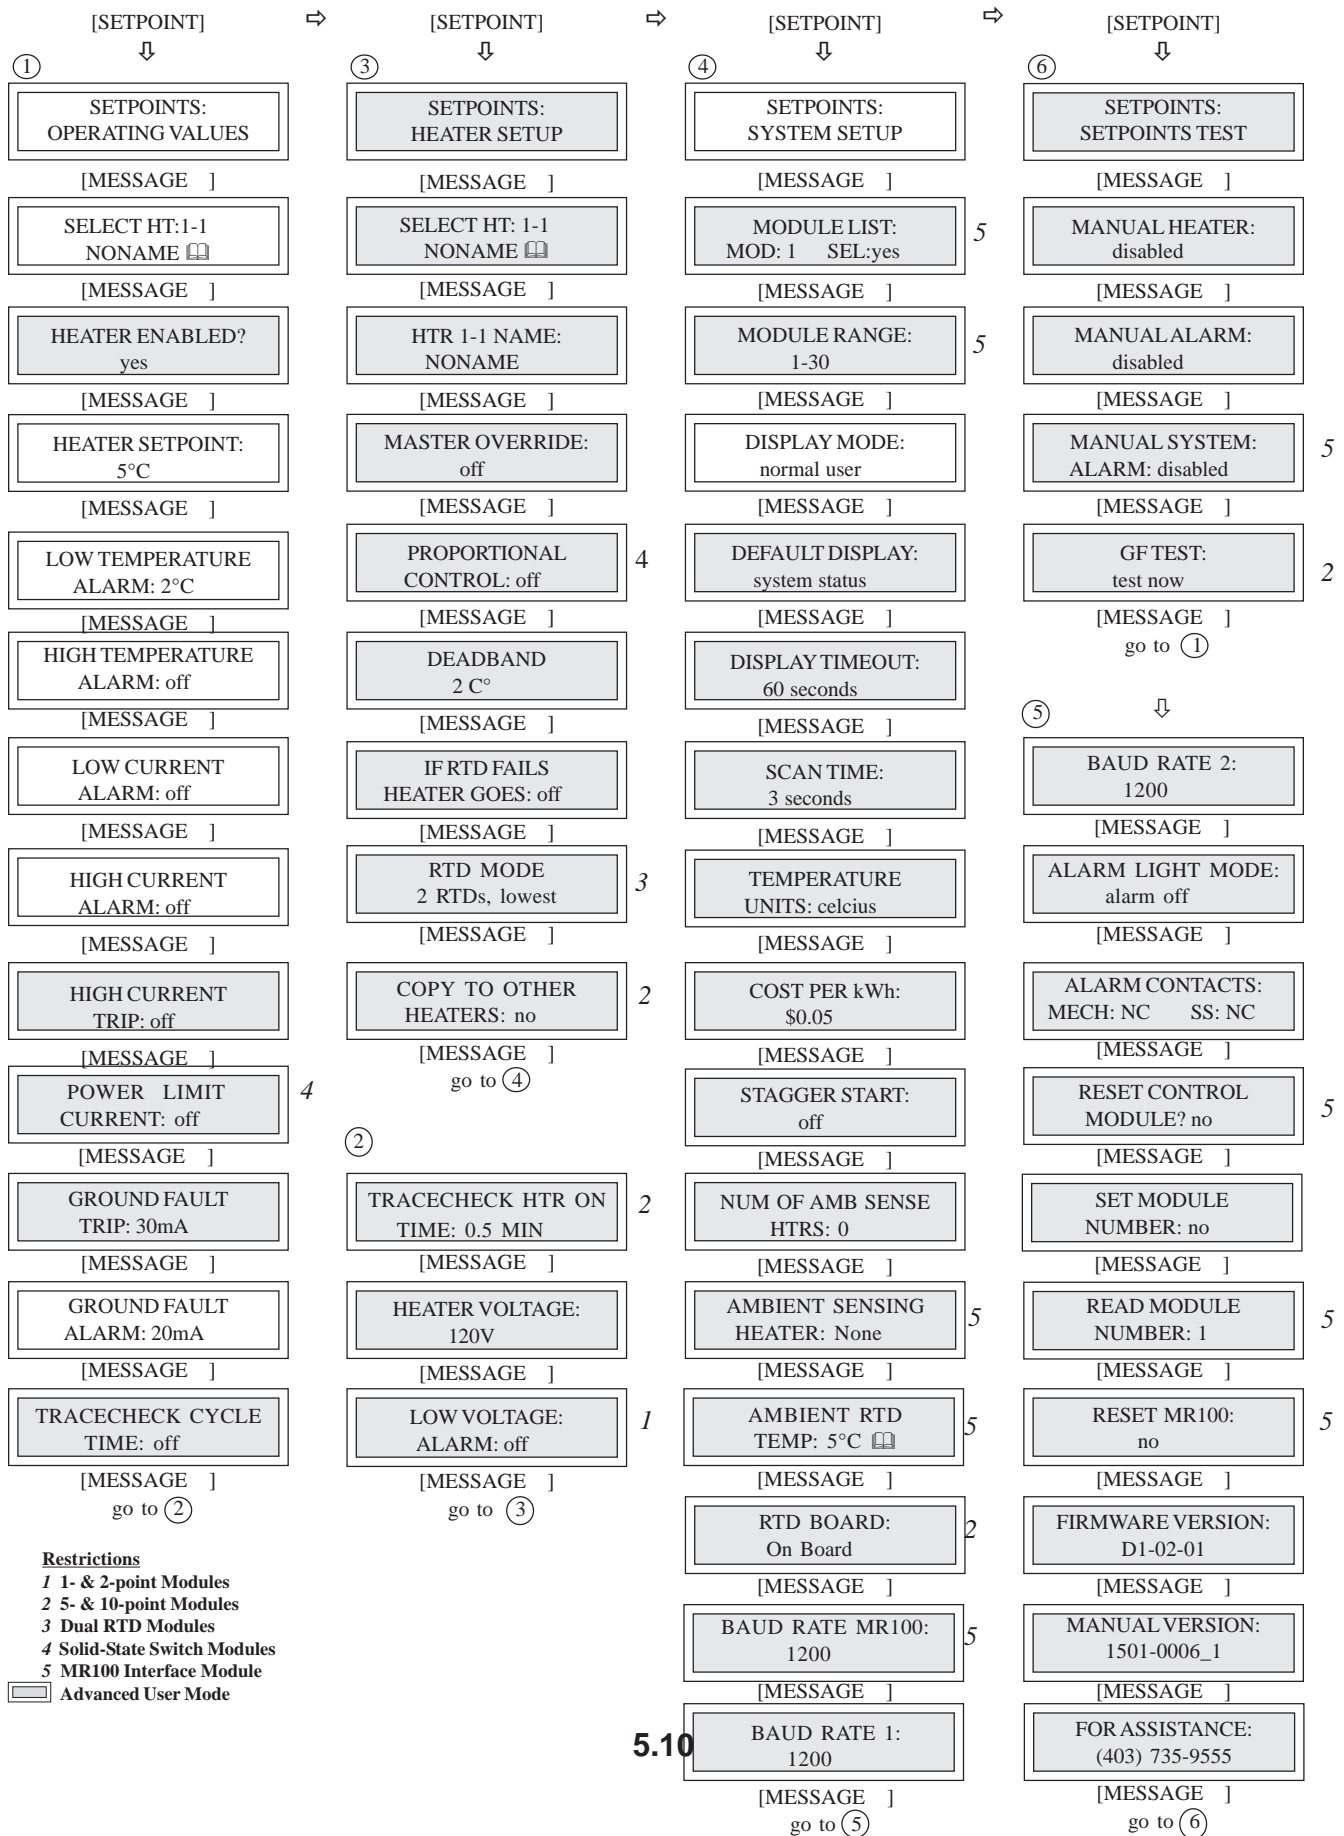 [SETPOINT] ⇨
⇩
1
SETPOINTS:
OPERATING VALUES
[MESSAGE ]
SELECT HT:1-1
NONAME
[MESSAGE ]
HEATER ENABLED?
yes
[MESSAGE ]
HEATER SETPOINT:
5°C
[MESSAGE ]
LOW TEMPERATURE
ALARM: 2°C
[MESSAGE ]
HIGH TEMPERATURE
ALARM: off
[MESSAGE ]
LOW CURRENT
ALARM: off
[MESSAGE ]
HIGH CURRENT
ALARM: off
[MESSAGE ]
HIGH CURRENT
TRIP: off
[MESSAGE ]
POWER LIMIT
CURRENT: off
4
[MESSAGE ]
GROUND FAULT
TRIP: 30mA
[MESSAGE ]
GROUND FAULT
ALARM: 20mA
[MESSAGE ]
TRACECHECK CYCLE
TIME: off
[MESSAGE ]
go to 2
Restrictions
1 1- & 2-point Modules
2 5- & 10-point Modules
3 Dual RTD Modules
4 Solid-State Switch Modules
5 MR100 Interface Module
Advanced User Mode
[SETPOINT] ⇨
⇩
3
SETPOINTS:
HEATER SETUP
[MESSAGE ]
SELECT HT: 1-1
NONAME
[MESSAGE ]
HTR 1-1 NAME:
NONAME
[MESSAGE ]
MASTER OVERRIDE:
off
[MESSAGE ]
PROPORTIONAL
CONTROL: off
4
[MESSAGE ]
DEADBAND
2 C°
[MESSAGE ]
IF RTD FAILS
HEATER GOES: off
[MESSAGE ]
RTD MODE
2 RTDs, lowest
3
[MESSAGE ]
COPY TO OTHER
HEATERS: no
2
[MESSAGE ]
go to 4
2
TRACECHECK HTR ON
TIME: 0.5 MIN
2
[MESSAGE ]
HEATER VOLTAGE:
120V
[MESSAGE ]
LOW VOLTAGE:
ALARM: off
1
[MESSAGE ]
go to 3
[SETPOINT] ⇨
⇩
4
SETPOINTS:
SYSTEM SETUP
[MESSAGE ]
MODULE LIST:
MOD: 1 SEL:yes
5
[MESSAGE ]
MODULE RANGE:
1-30
5
[MESSAGE ]
DISPLAY MODE:
normal user
[MESSAGE ]
DEFAULT DISPLAY:
system status
[MESSAGE ]
DISPLAY TIMEOUT:
60 seconds
[MESSAGE ]
SCAN TIME:
3 seconds
[MESSAGE ]
TEMPERATURE
UNITS: celcius
[MESSAGE ]
COST PER kWh:
$0.05
[MESSAGE ]
STAGGER START:
off
[MESSAGE ]
NUM OF AMB SENSE
HTRS: 0
[MESSAGE ]
AMBIENT SENSING
HEATER: None
5
[MESSAGE ]
AMBIENT RTD
TEMP: 5°C
5
[MESSAGE ]
RTD BOARD:
On Board
2
[MESSAGE ]
BAUD RATE MR100:
1200
5
[MESSAGE ]
BAUD RATE 1:
1200
[MESSAGE ]
go to 5
[SETPOINT]
⇩
6
SETPOINTS:
SETPOINTS TEST
[MESSAGE ]
MANUAL HEATER:
disabled
[MESSAGE ]
MANUAL ALARM:
disabled
[MESSAGE ]
MANUAL SYSTEM:
ALARM: disabled
5
[MESSAGE ]
GF TEST:
test now
2
[MESSAGE ]
go to 1
⇩
5
BAUD RATE 2:
1200
[MESSAGE ]
ALARM LIGHT MODE:
alarm off
[MESSAGE ]
ALARM CONTACTS:
MECH: NC SS: NC
[MESSAGE ]
RESET CONTROL
MODULE? no
5
[MESSAGE ]
SET MODULE
NUMBER: no
[MESSAGE ]
READ MODULE
NUMBER: 1
5
[MESSAGE ]
RESET MR100:
no
5
[MESSAGE ]
FIRMWARE VERSION:
D1-02-01
[MESSAGE ]
MANUAL VERSION:
1501-0006_1
[MESSAGE ]
FOR ASSISTANCE:
(403) 735-9555
[MESSAGE ]
go to 6
5.10